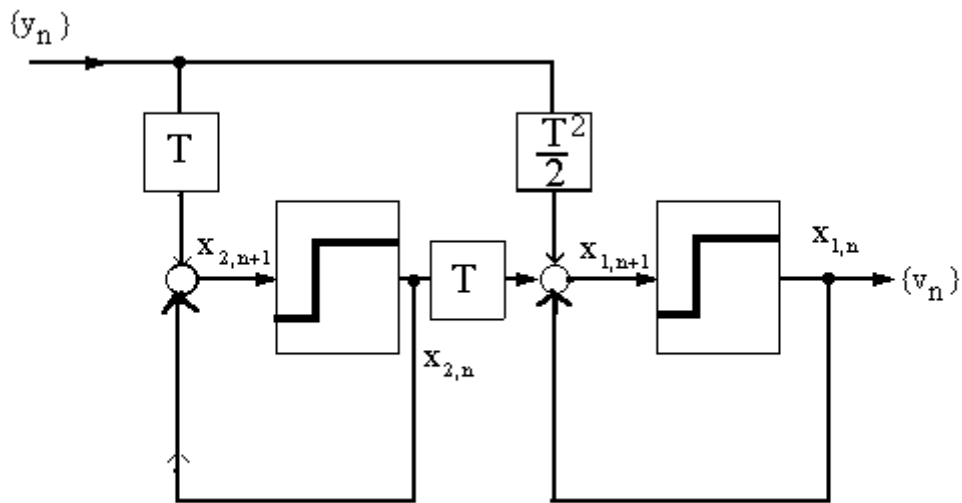 {y_n}
T
T^2/2
x_{2,n+1}
T
x_{1,n+1}
x_{1,n}
{v_n}
x_{2,n}